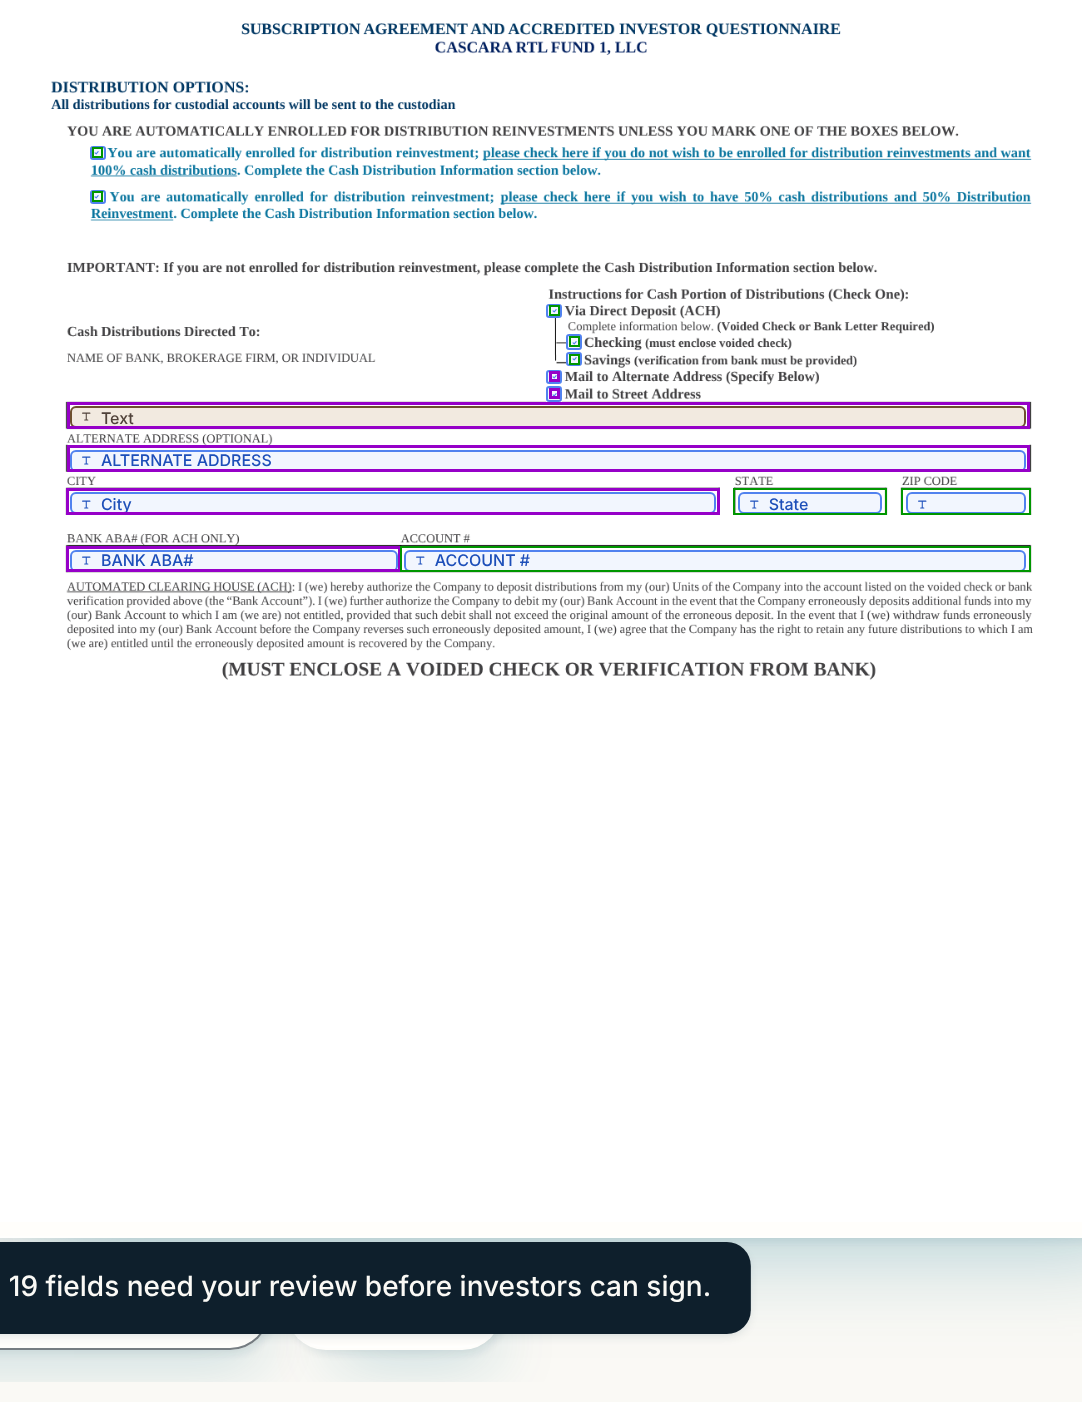 SUBSCRIPTION AGREEMENT AND ACCREDITED INVESTOR QUESTIONNAIRE
CASCARA RTL FUND 1, LLC
DISTRIBUTION OPTIONS:
All distributions for custodial accounts will be sent to the custodian
YOU ARE AUTOMATICALLY ENROLLED FOR DISTRIBUTION REINVESTMENTS UNLESS YOU MARK ONE OF THE BOXES BELOW.
You are automatically enrolled for distribution reinvestment; please check here if you do not wish to be enrolled for distribution reinvestments and want
100% cash distributions. Complete the Cash Distribution Information section below.
You are automatically enrolled for distribution reinvestment; please check here if you wish to have 50% cash distributions and 50% Distribution
Reinvestment. Complete the Cash Distribution Information section below.
IMPORTANT: If you are not enrolled for distribution reinvestment, please complete the Cash Distribution Information section below.
Instructions for Cash Portion of Distributions (Check One):
Via Direct Deposit (ACH)
Complete information below. (Voided Check or Bank Letter Required)
Cash Distributions Directed To:
Checking (must enclose voided check)
NAME OF BANK, BROKERAGE FIRM, OR INDIVIDUAL
Savings (verification from bank must be provided)
Mail to Alternate Address (Specify Below)
Mail to Street Address
T Text
ALTERNATE ADDRESS (OPTIONAL)
T ALTERNATE ADDRESS
CITY STATE ZIP CODE
T City T State T
BANK ABA# (FOR ACH ONLY) ACCOUNT #
T BANK ABA# T ACCOUNT #
AUTOMATED CLEARING HOUSE (ACH): I (we) hereby authorize the Company to deposit distributions from my (our) Units of the Company into the account listed on the voided check or bank
verification provided above (the “Bank Account”). I (we) further authorize the Company to debit my (our) Bank Account in the event that the Company erroneously deposits additional funds into my
(our) Bank Account to which I am (we are) not entitled, provided that such debit shall not exceed the original amount of the erroneous deposit. In the event that I (we) withdraw funds erroneously
deposited into my (our) Bank Account before the Company reverses such erroneously deposited amount, I (we) agree that the Company has the right to retain any future distributions to which I am
(we are) entitled until the erroneously deposited amount is recovered by the Company.
(MUST ENCLOSE A VOIDED CHECK OR VERIFICATION FROM BANK)
19 fields need your review before investors can sign.